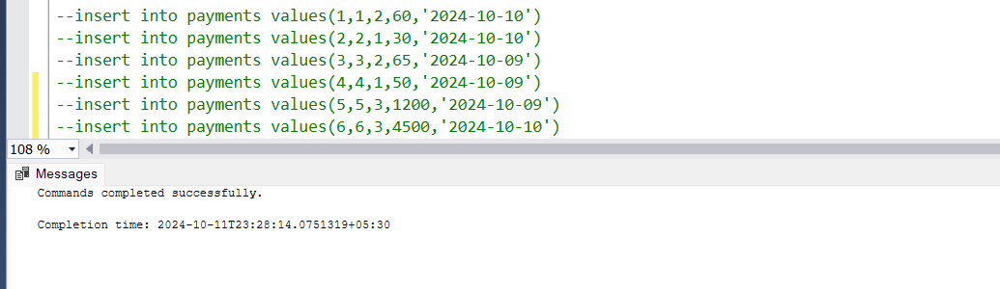 --insert into payments values(1,1,2,60,'2024-10-10')
--insert into payments values(2,2,1,30,'2024-10-10')
--insert into payments values(3,3,2,65,'2024-10-09')
--insert into payments values(4,4,1,50,'2024-10-09')
--insert into payments values(5,5,3,1200,'2024-10-09')
--insert into payments values(6,6,3,4500,'2024-10-10')
108 %
Messages
Commands completed successfully.
Completion time: 2024-10-11T23:28:14.0751319+05:30